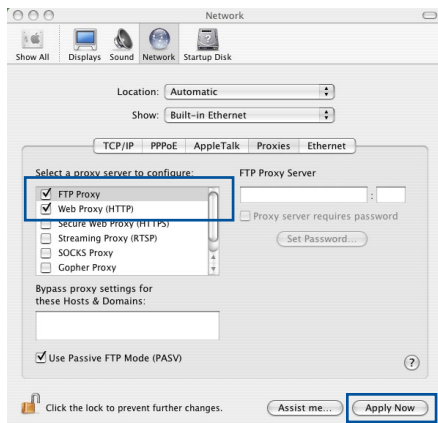 Network
Show All Displays Sound Network Startup Disk
Location: Automatic
Show: Built-in Ethernet
TCP/IP PPPoE AppleTalk Proxies Ethernet
Select a proxy server to configure: FTP Proxy Server
FTP Proxy :
Web Proxy (HTTP) Proxy server requires password
Secure Web Proxy (HTTPS)
Streaming Proxy (RTSP) Set Password...
SOCKS Proxy
Gopher Proxy
Bypass proxy settings for
these Hosts & Domains:
Use Passive FTP Mode (PASV) ?
Click the lock to prevent further changes. Assist me... Apply Now